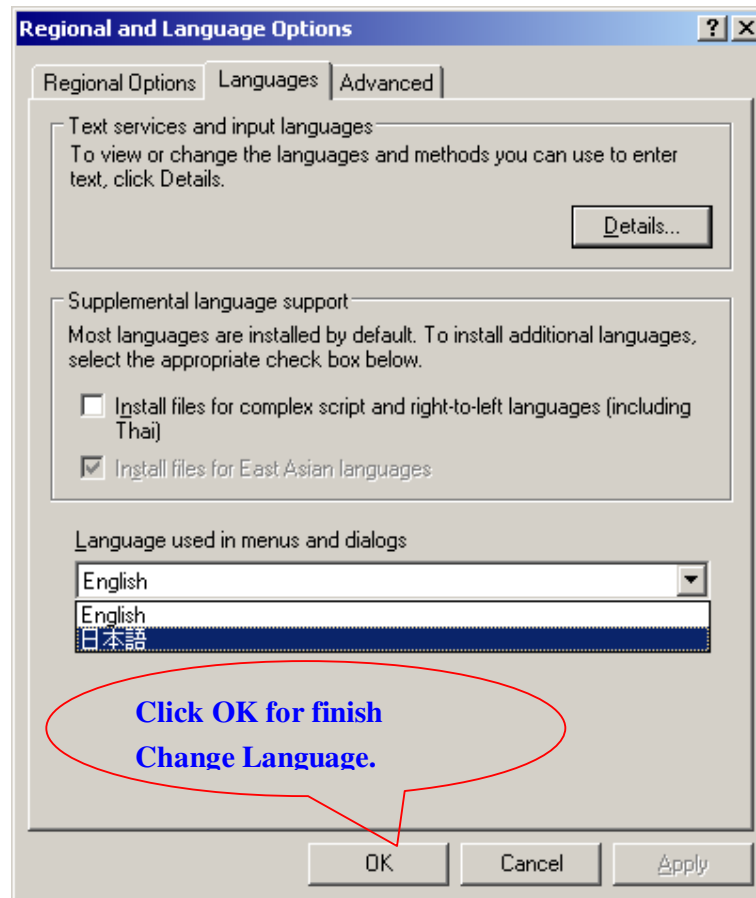 Regional and Language Options
Regional Options Languages Advanced
Text services and input languages
To view or change the languages and methods you can use to enter
text, click Details.
Details...
Supplemental language support
Most languages are installed by default. To install additional languages,
select the appropriate check box below.
Install files for complex script and right-to-left languages (including
Thai)
Install files for East Asian languages
Language used in menus and dialogs
English
English
日本語
Click OK for finish
Change Language.
OK Cancel Apply